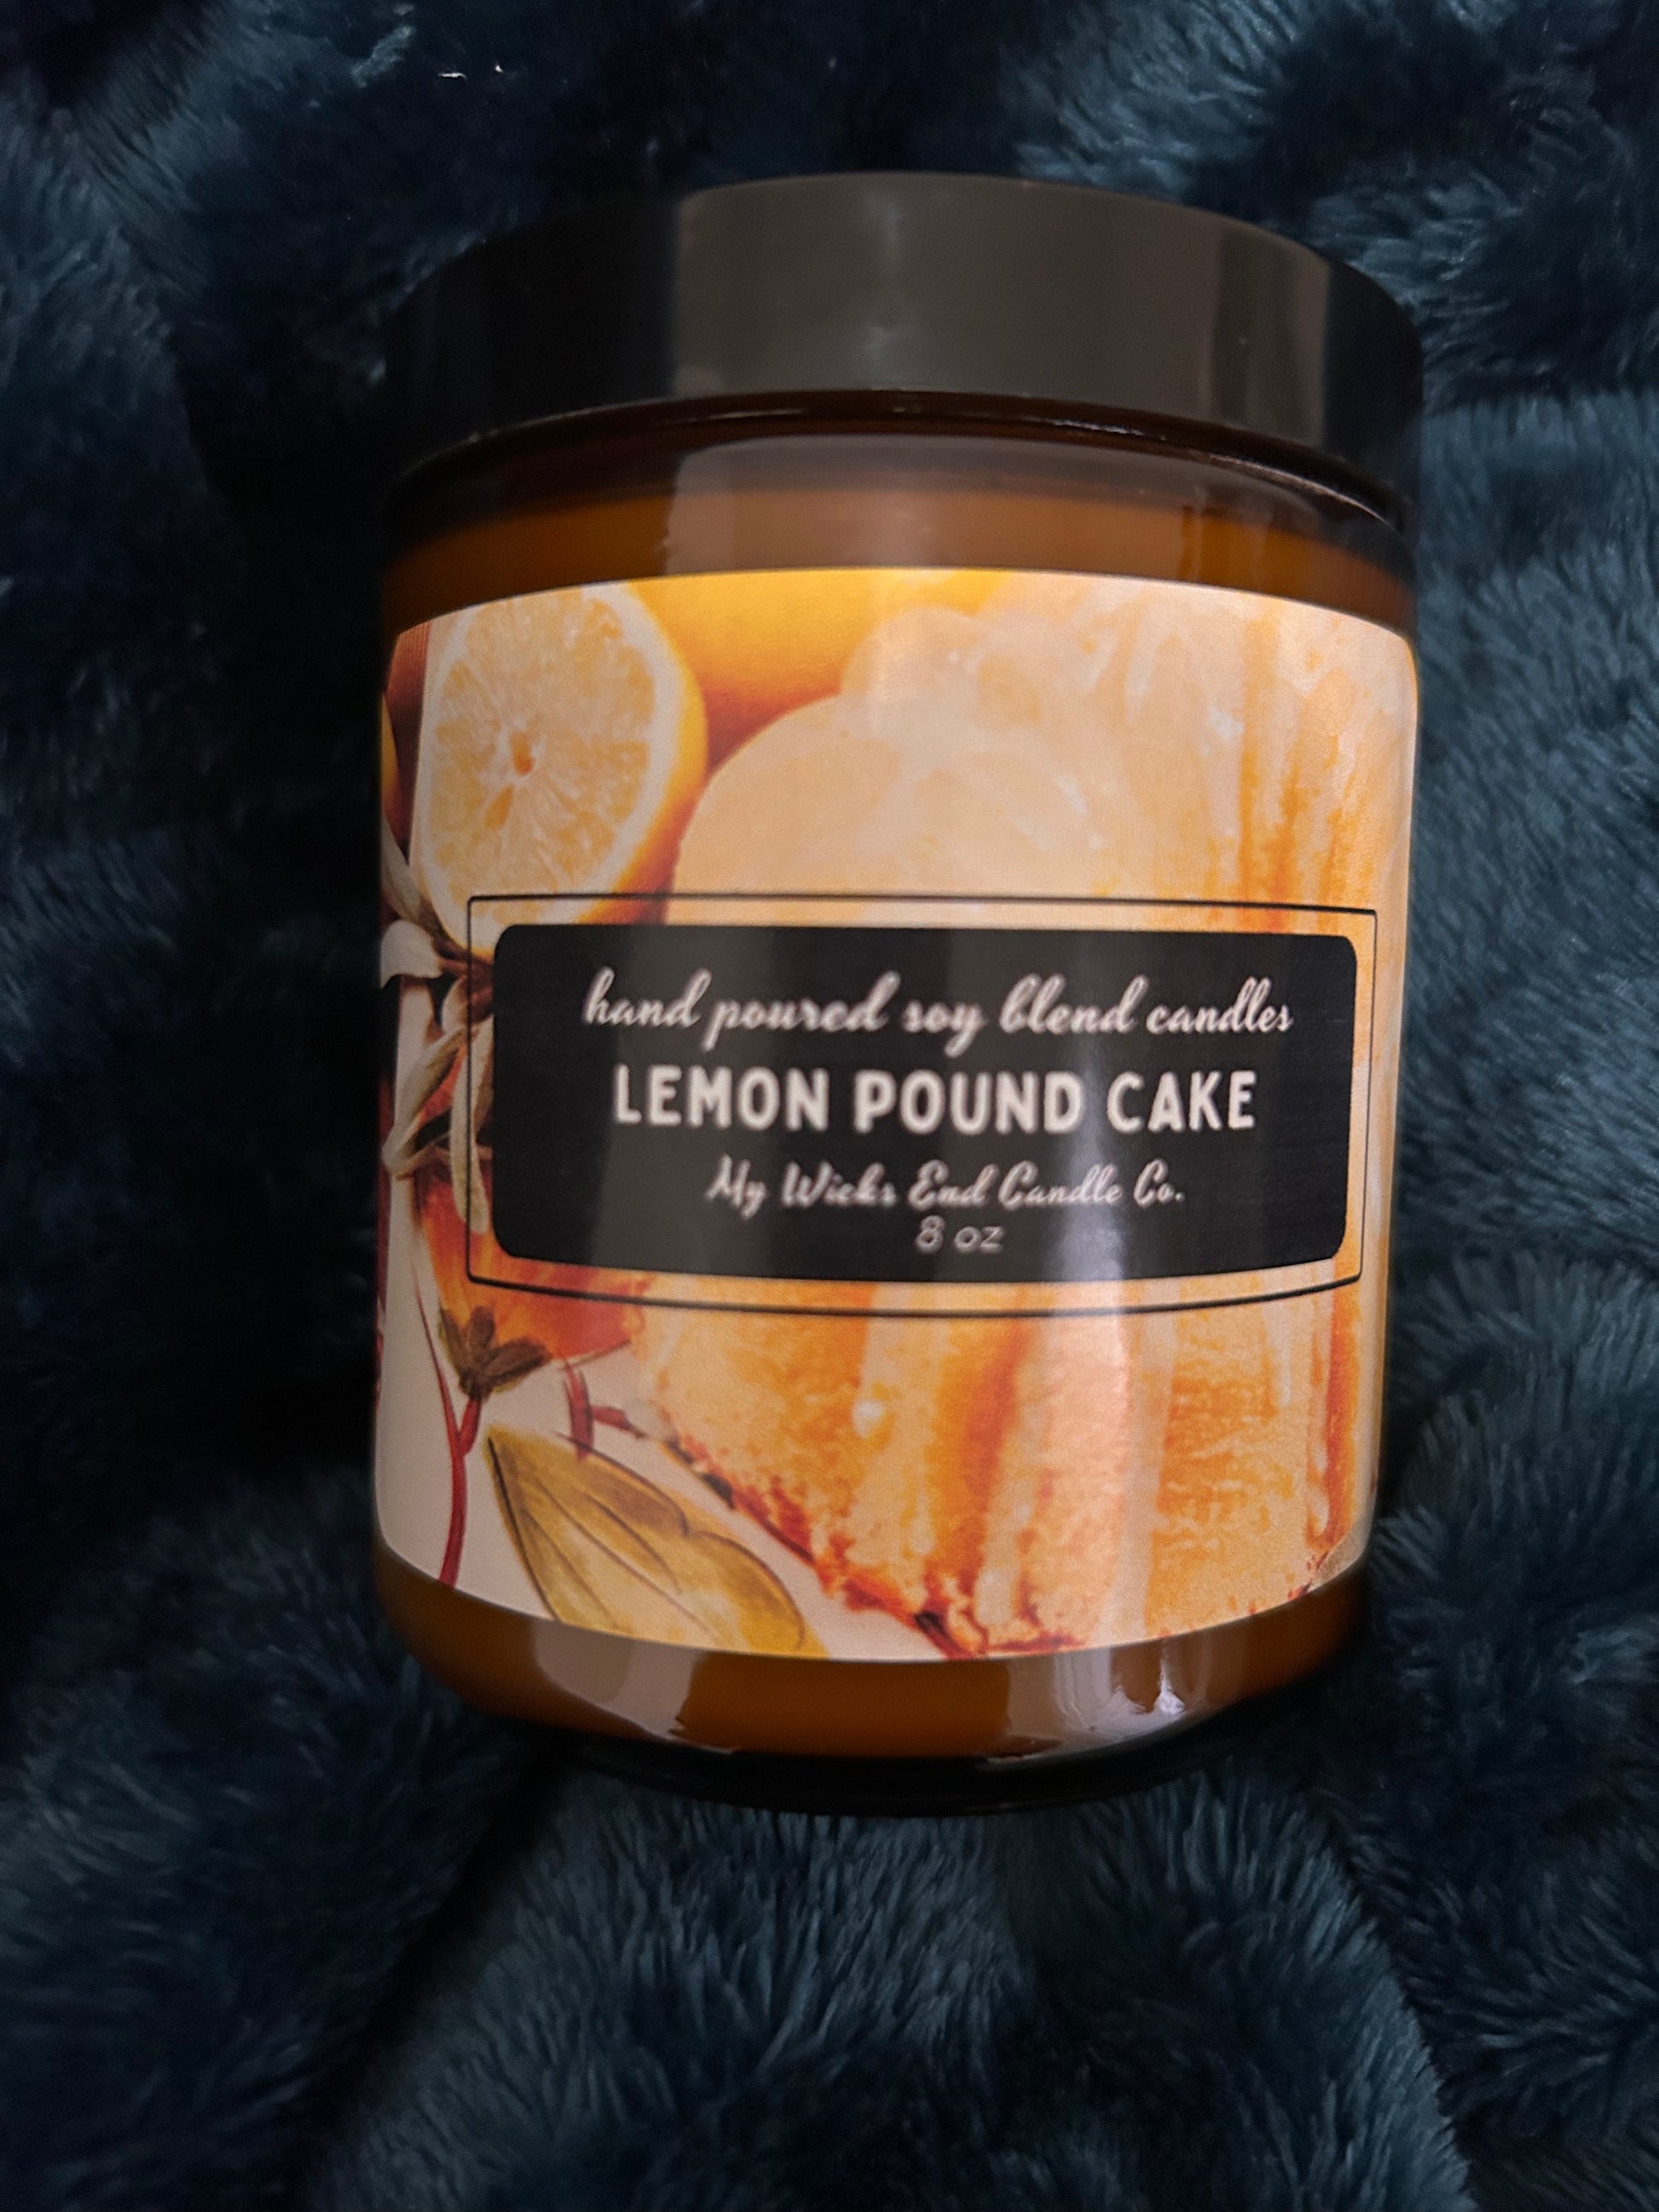 hand poured soy blend candles
LEMON POUND CAKE
My Wicks End Candle Co.
8 oz